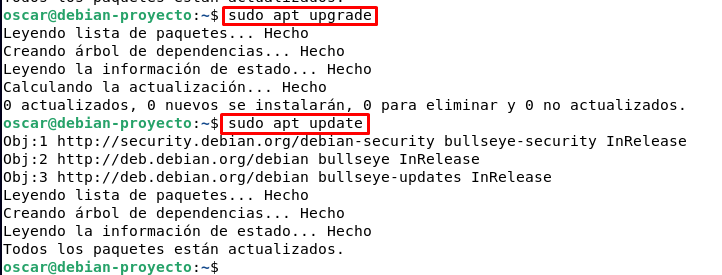 Todos los paquetes están actualizados.
oscar@debian-proyecto:~$ sudo apt upgrade
Leyendo lista de paquetes... Hecho
Creando árbol de dependencias... Hecho
Leyendo la información de estado... Hecho
Calculando la actualización... Hecho
0 actualizados, 0 nuevos se instalarán, 0 para eliminar y 0 no actualizados.
oscar@debian-proyecto:~$ sudo apt update
Obj:1 http://security.debian.org/debian-security bullseye-security InRelease
Obj:2 http://deb.debian.org/debian bullseye InRelease
Obj:3 http://deb.debian.org/debian bullseye-updates InRelease
Leyendo lista de paquetes... Hecho
Creando árbol de dependencias... Hecho
Leyendo la información de estado... Hecho
Todos los paquetes están actualizados.
oscar@debian-proyecto:~$